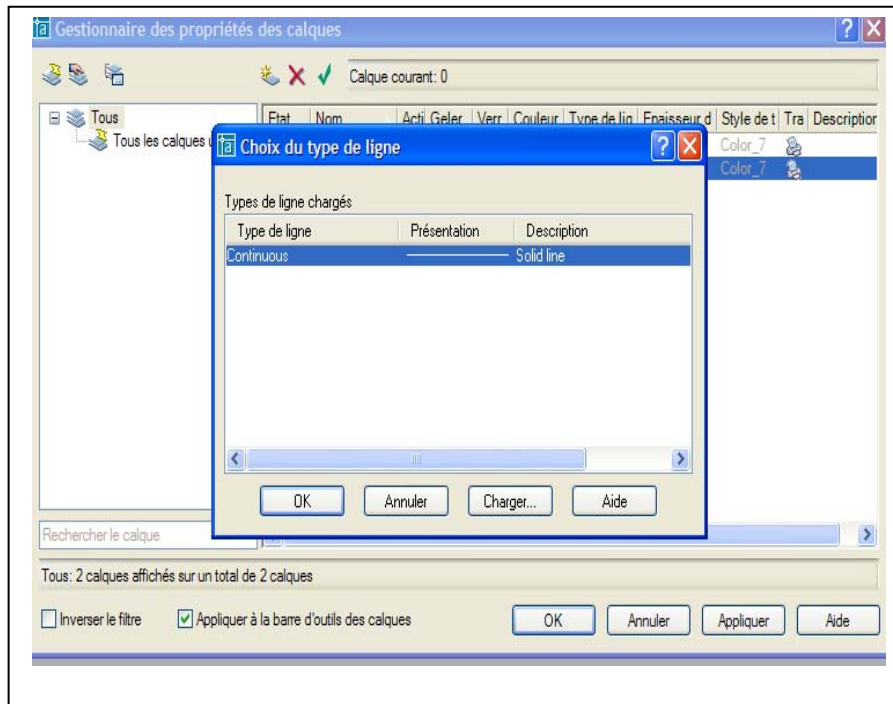 Gestionnaire des propriétés des calques
Calque courant: 0
Tous
Tous les calques
Etat Nom Acti Geler Verr Couleur Type de lig Epaisseur d Style de t Tra Description
Color_7
Color_7
Choix du type de ligne
Types de ligne chargés
Type de ligne Présentation Description
Continuous Solid line
OK Annuler Charger... Aide
Rechercher le calque
Tous: 2 calques affichés sur un total de 2 calques
Inverser le filtre Appliquer à la barre d'outils des calques OK Annuler Appliquer Aide